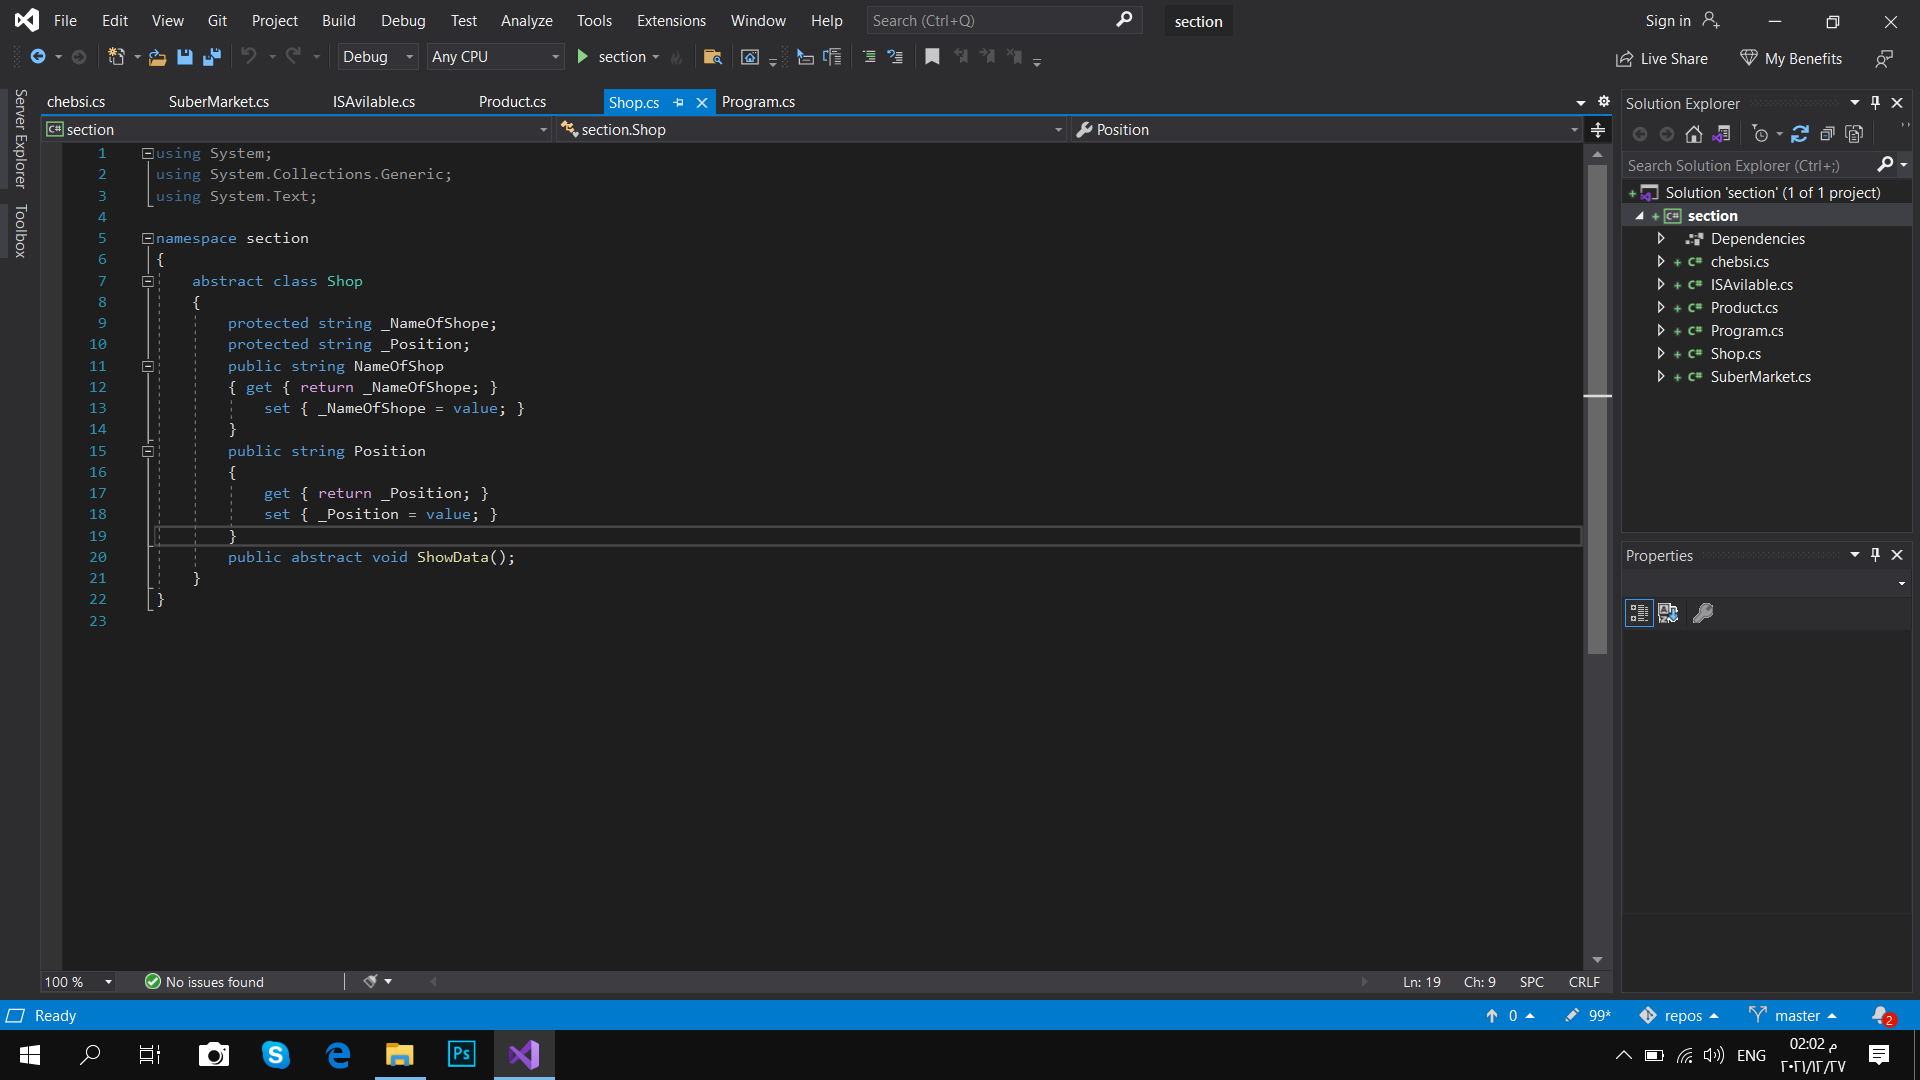 File Edit View Git Project Build Debug Test Analyze Tools Extensions Window Help Search (Ctrl+Q) section Sign in
Debug Any CPU section Live Share My Benefits
Server Explorer
Toolbox
chebsi.cs SuberMarket.cs ISAvilable.cs Product.cs Shop.cs Program.cs
section section.Shop Position
1 using System;
2 using System.Collections.Generic;
3 using System.Text;
4
5 namespace section
6 {
7 abstract class Shop
8 {
9 protected string _NameOfShope;
10 protected string _Position;
11 public string NameOfShop
12 { get { return _NameOfShope; }
13 set { _NameOfShope = value; }
14 }
15 public string Position
16 {
17 get { return _Position; }
18 set { _Position = value; }
19 }
20 public abstract void ShowData();
21 }
22 }
23
Solution Explorer
Search Solution Explorer (Ctrl+;)
Solution 'section' (1 of 1 project)
section
Dependencies
chebsi.cs
ISAvilable.cs
Product.cs
Program.cs
Shop.cs
SuberMarket.cs
Properties
100 % No issues found Ln: 19 Ch: 9 SPC CRLF
Ready 0 99* repos master 2
Ps ENG 02:02 م
٢٠٢١/١٢/٢٧